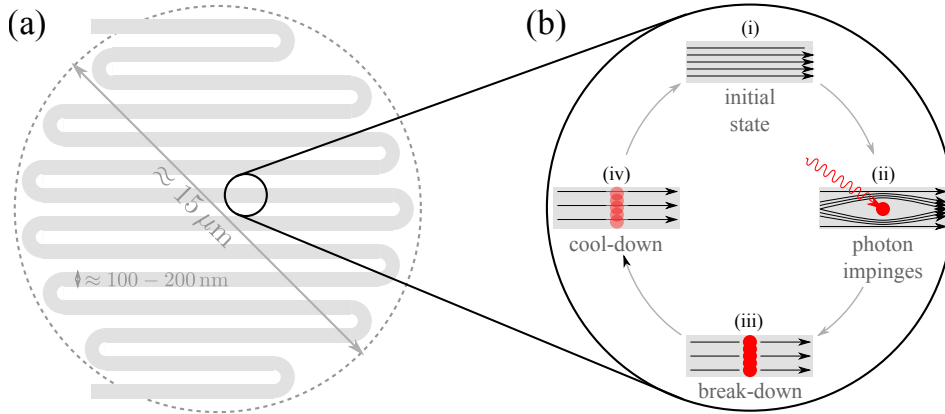 (a)
≈ 15 μm
≈ 100 − 200 nm
(b)
(i)
initial
state
(ii)
photon
impinges
(iii)
break-down
(iv)
cool-down